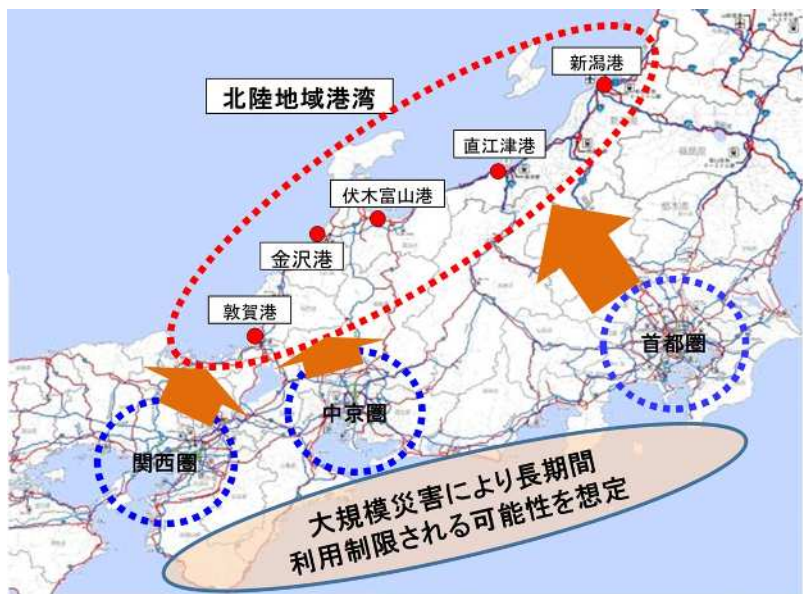 新潟港
北陸地域港湾
直江津港
伏木富山港
金沢港
敦賀港
首都圏
中京圏
関西圏
大規模災害により長期間
利用制限される可能性を想定